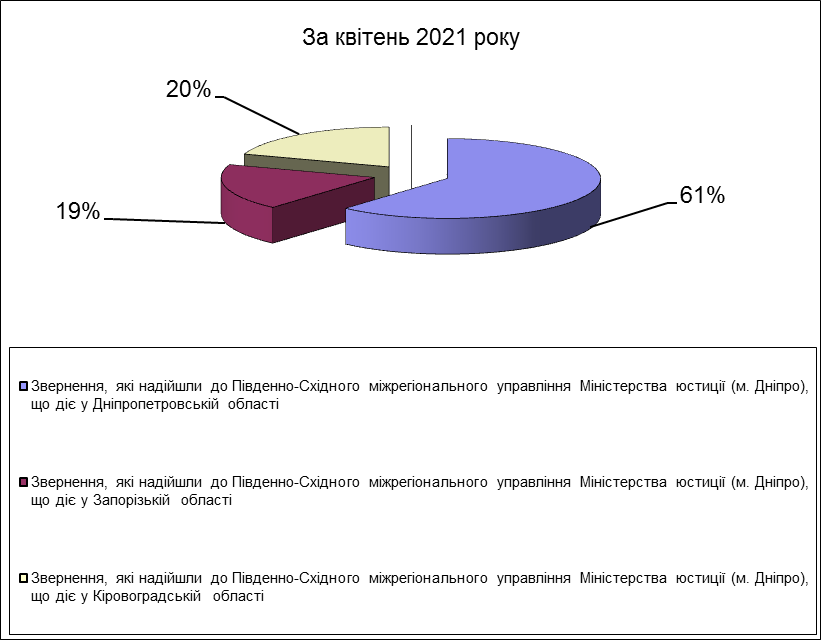 За квітень 2021 року
20%
61%
19%
Звернення, які надійшли до Південно-Східного міжрегіонального управління Міністерства юстиції (м. Дніпро),
що діє у Дніпропетровській області
Звернення, які надійшли до Південно-Східного міжрегіонального управління Міністерства юстиції (м. Дніпро),
що діє у Запорізькій області
Звернення, які надійшли до Південно-Східного міжрегіонального управління Міністерства юстиції (м. Дніпро),
що діє у Кіровоградській області